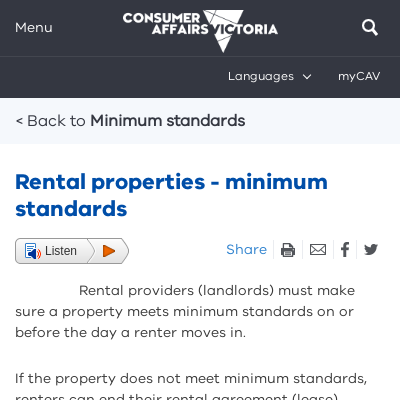 Menu
CONSUMER
AFFAIRS VICTORIA
Languages
myCAV
< Back to Minimum standards
Rental properties - minimum
standards
Listen
Share
Rental providers (landlords) must make
sure a property meets minimum standards on or
before the day a renter moves in.
If the property does not meet minimum standards,
renters can end their rental agreement (lease)